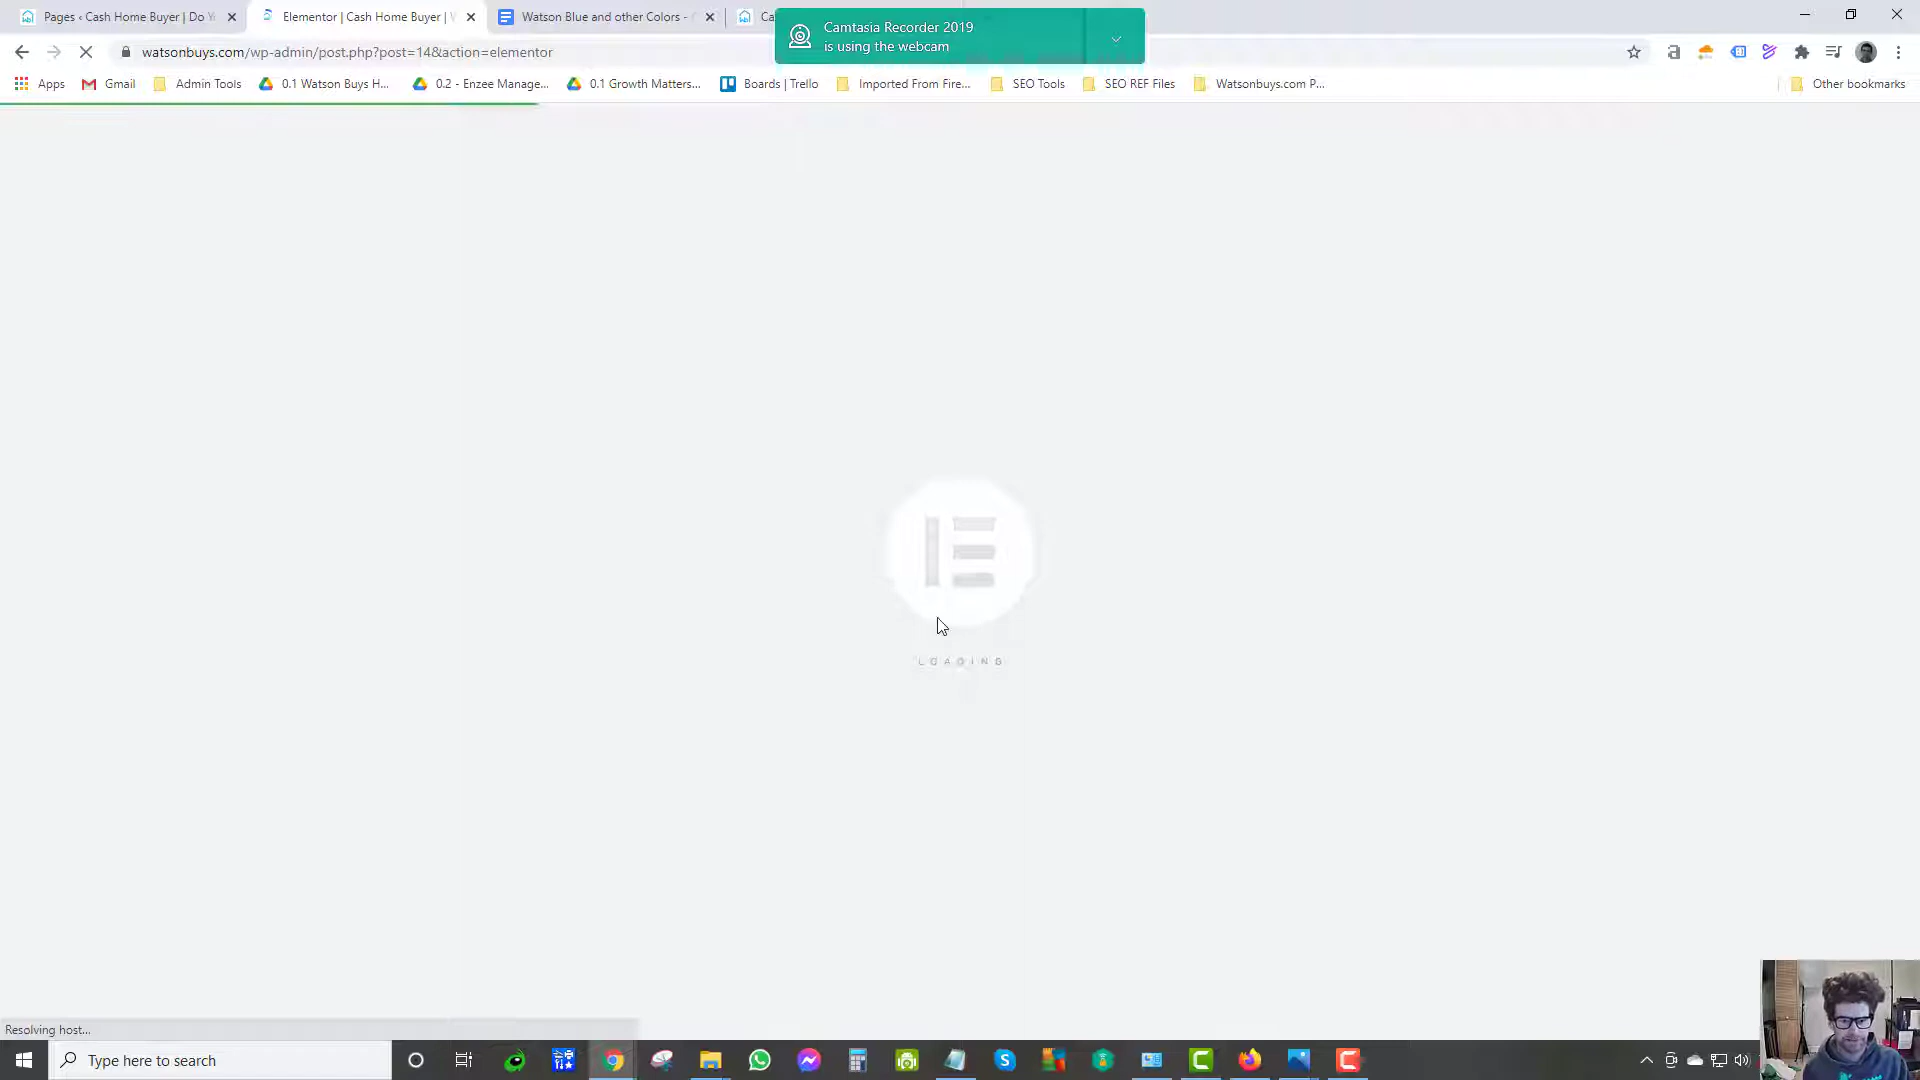 Pages ‹ Cash Home Buyer | Do Y
Elementor | Cash Home Buyer | W
Watson Blue and other Colors -
Ca
Camtasia Recorder 2019
is using the webcam
watsonbuys.com/wp-admin/post.php?post=14&action=elementor
Apps
Gmail
Admin Tools
0.1 Watson Buys H...
0.2 - Enzee Manage...
0.1 Growth Matters...
Boards | Trello
Imported From Fire...
SEO Tools
SEO REF Files
Watsonbuys.com P...
Other bookmarks
LOADING
Resolving host...
Type here to search